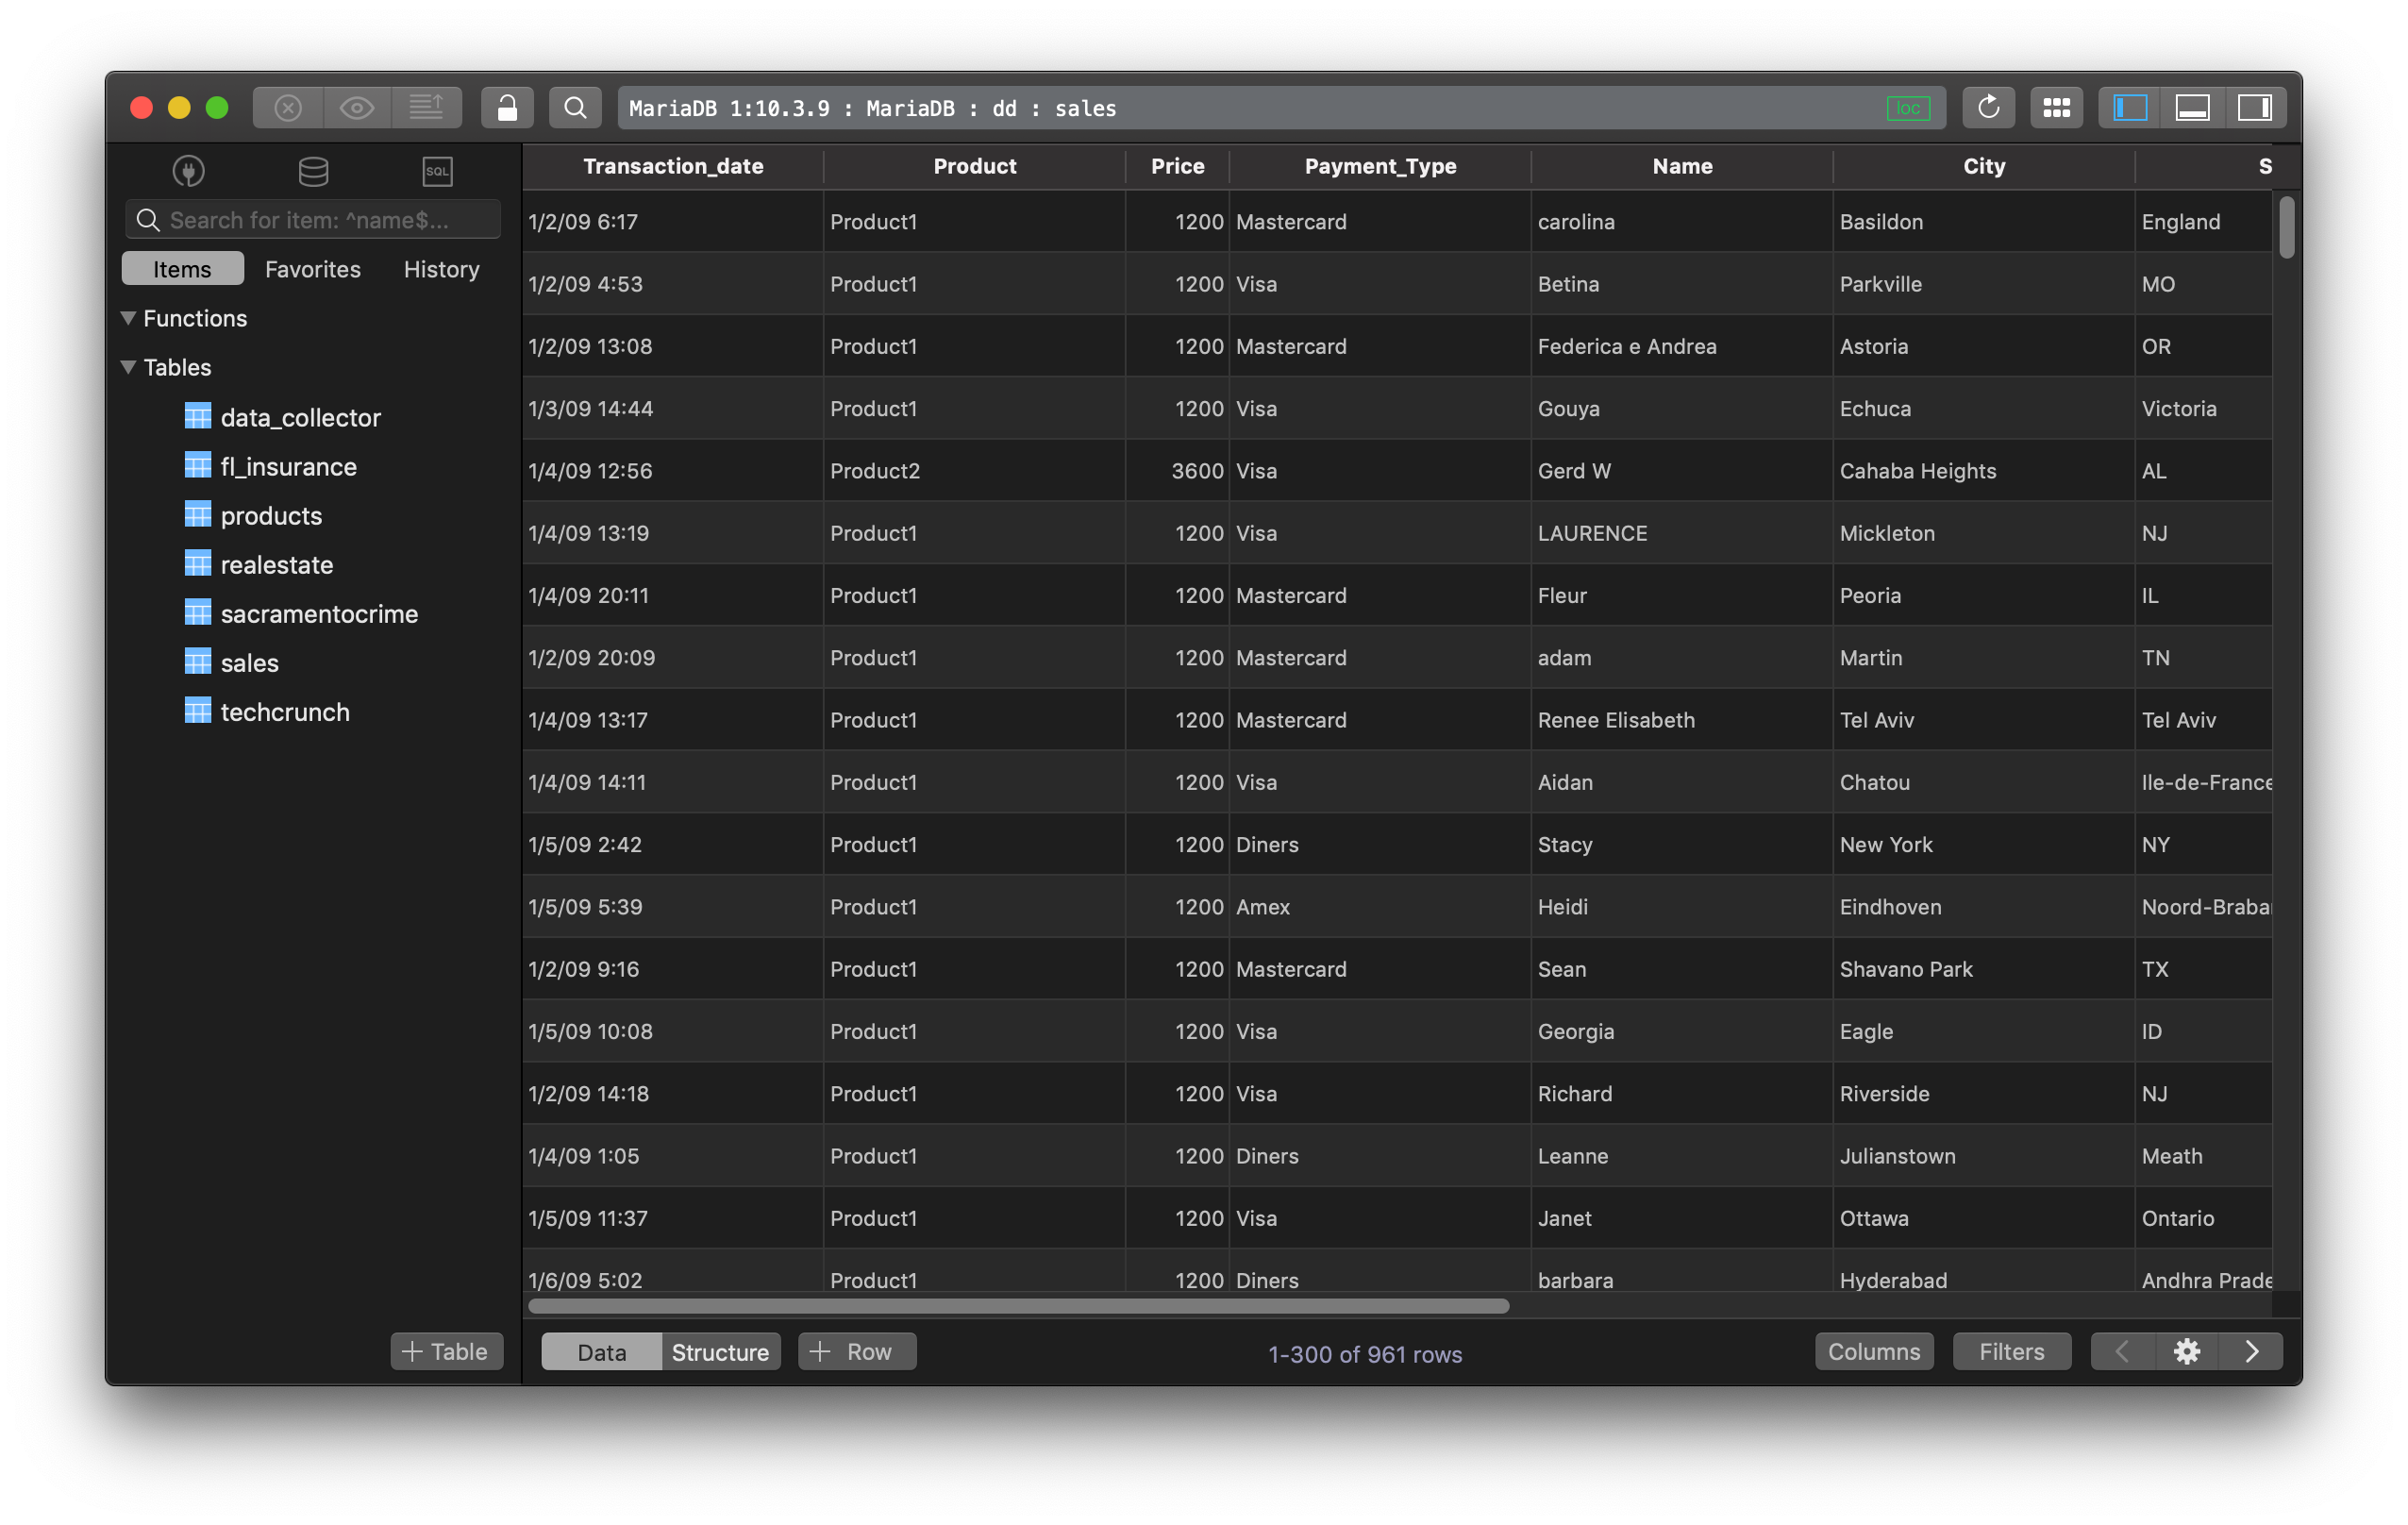 MariaDB 1:10.3.9 : MariaDB : dd : sales loc
SQL
Search for item: ^name$...
Items Favorites History
Functions
Tables
data_collector
fl_insurance
products
realestate
sacramentocrime
sales
techcrunch
+ Table
Transaction_date Product Price Payment_Type Name City S
1/2/09 6:17 Product1 1200 Mastercard carolina Basildon England
1/2/09 4:53 Product1 1200 Visa Betina Parkville MO
1/2/09 13:08 Product1 1200 Mastercard Federica e Andrea Astoria OR
1/3/09 14:44 Product1 1200 Visa Gouya Echuca Victoria
1/4/09 12:56 Product2 3600 Visa Gerd W Cahaba Heights AL
1/4/09 13:19 Product1 1200 Visa LAURENCE Mickleton NJ
1/4/09 20:11 Product1 1200 Mastercard Fleur Peoria IL
1/2/09 20:09 Product1 1200 Mastercard adam Martin TN
1/4/09 13:17 Product1 1200 Mastercard Renee Elisabeth Tel Aviv Tel Aviv
1/4/09 14:11 Product1 1200 Visa Aidan Chatou Ile-de-France
1/5/09 2:42 Product1 1200 Diners Stacy New York NY
1/5/09 5:39 Product1 1200 Amex Heidi Eindhoven Noord-Braba
1/2/09 9:16 Product1 1200 Mastercard Sean Shavano Park TX
1/5/09 10:08 Product1 1200 Visa Georgia Eagle ID
1/2/09 14:18 Product1 1200 Visa Richard Riverside NJ
1/4/09 1:05 Product1 1200 Diners Leanne Julianstown Meath
1/5/09 11:37 Product1 1200 Visa Janet Ottawa Ontario
1/6/09 5:02 Product1 1200 Diners barbara Hyderabad Andhra Prade
Data Structure + Row 1-300 of 961 rows Columns Filters